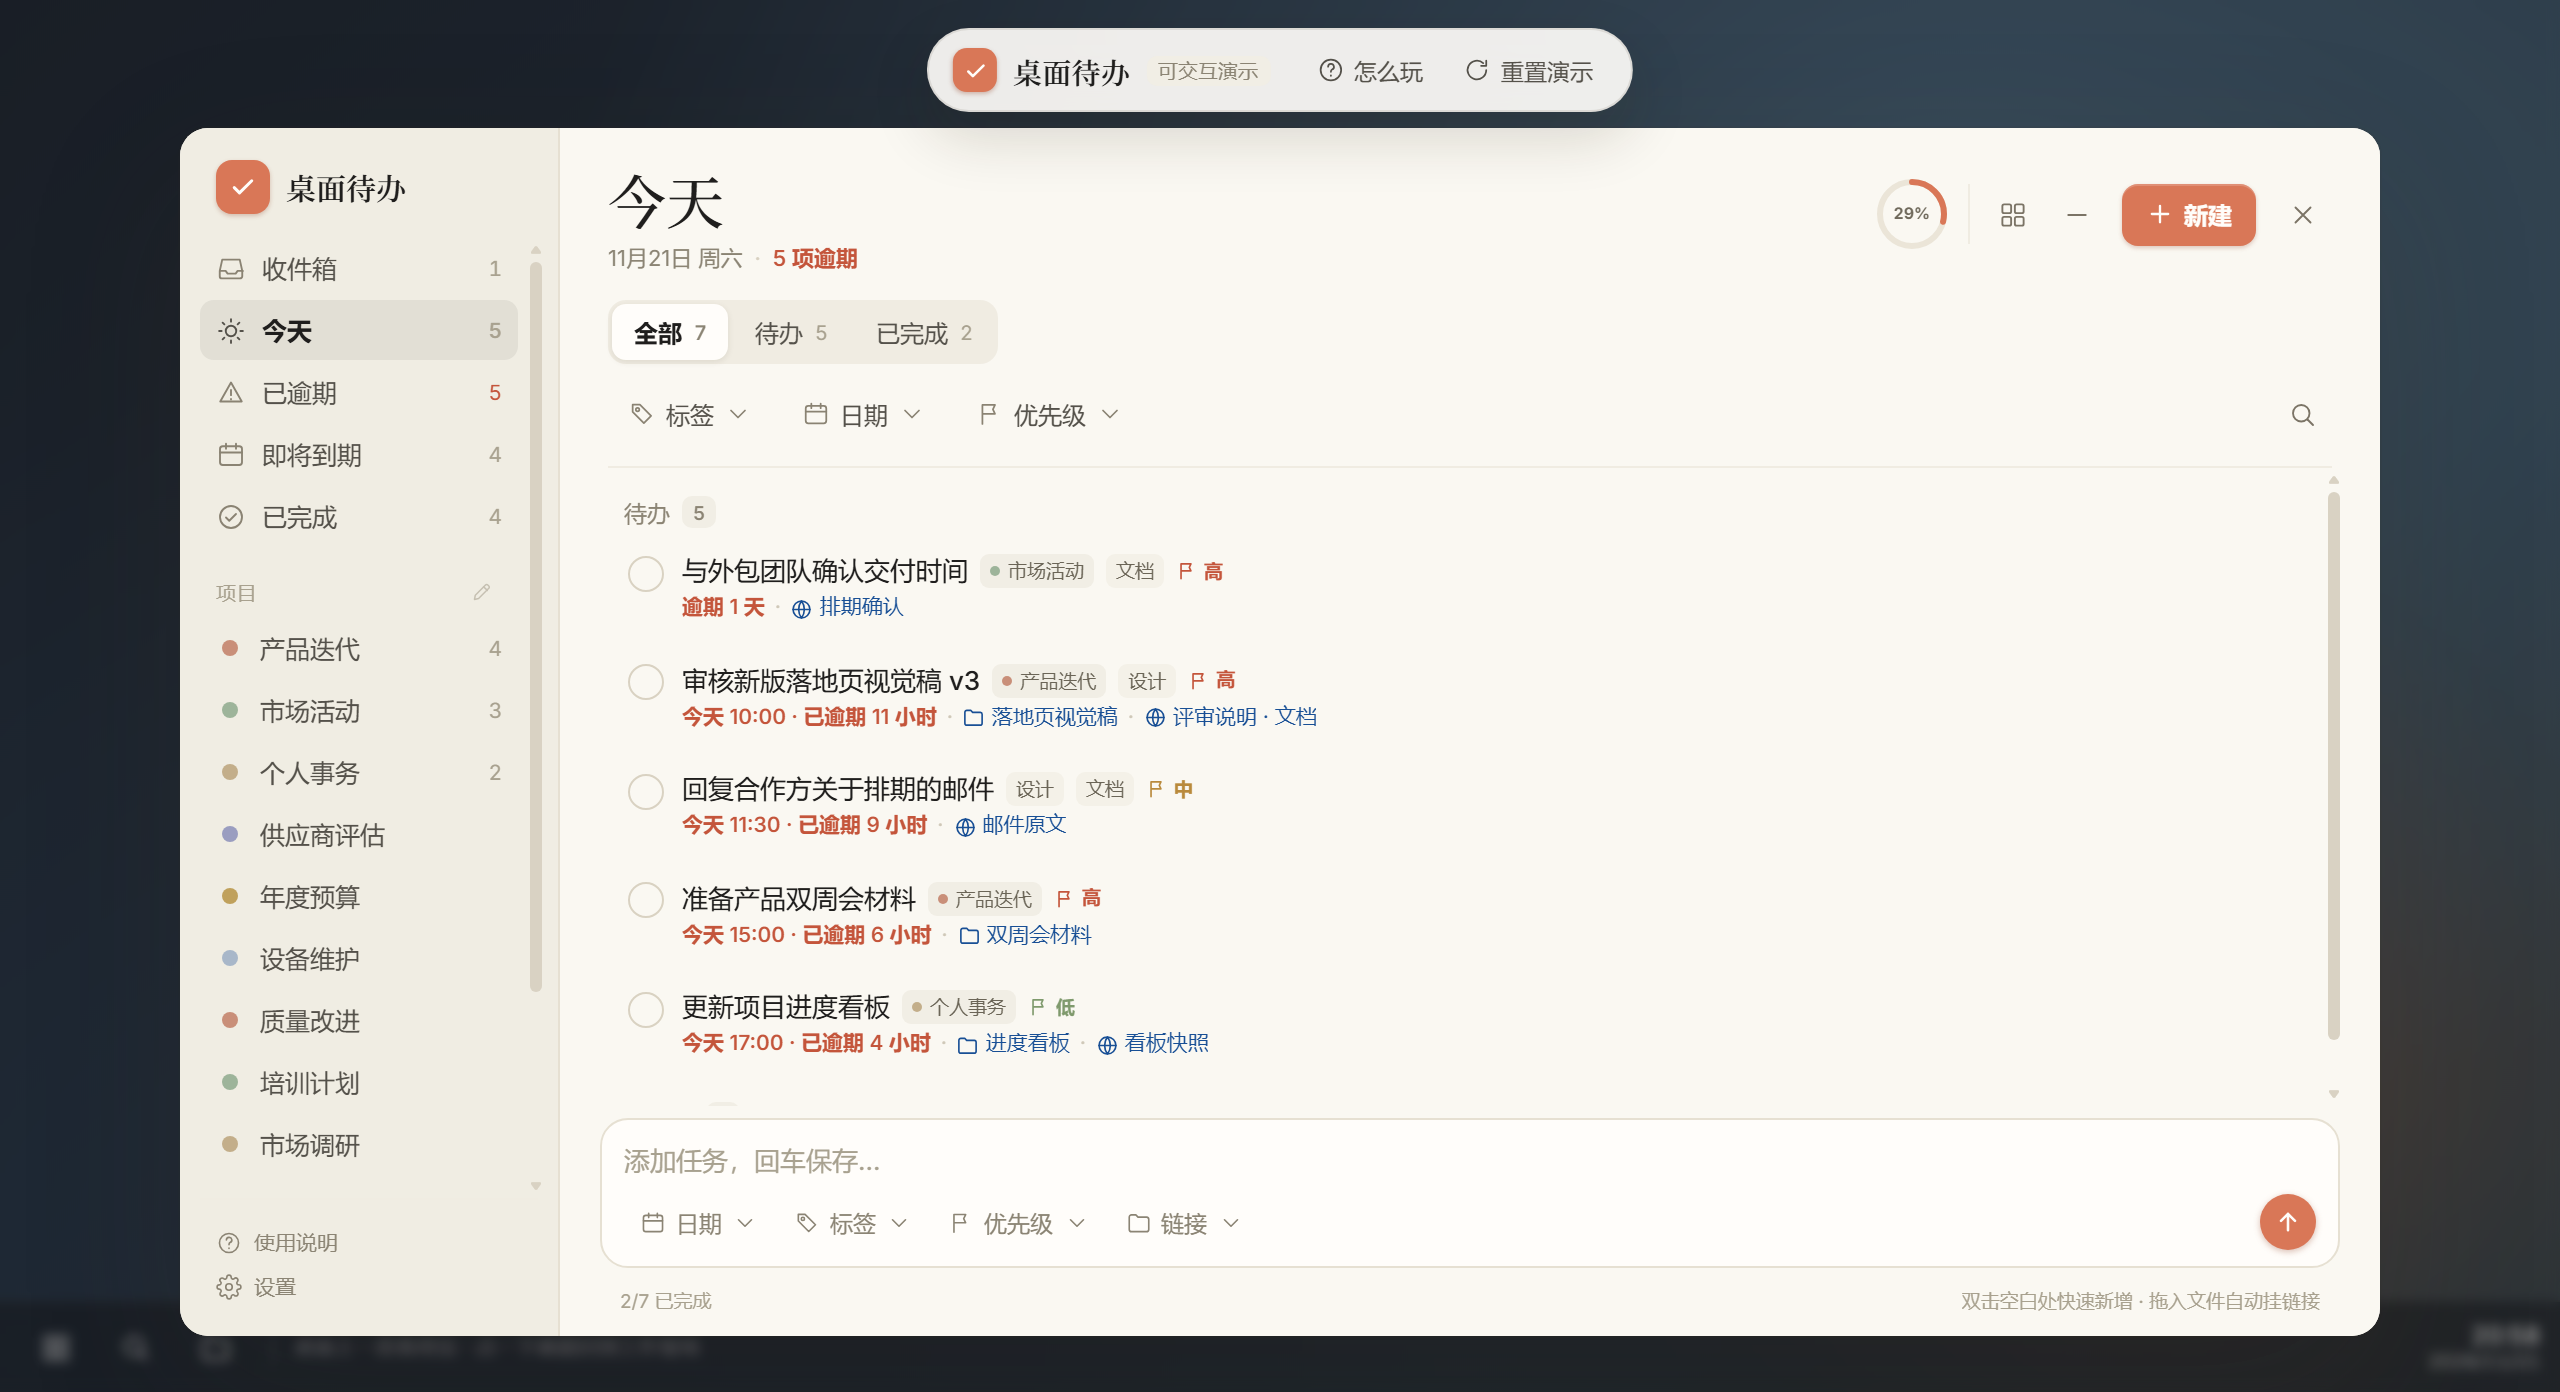 桌面待办 可交互演示 怎么玩 重置演示
桌面待办
收件箱 1
今天 5
已逾期 5
即将到期 4
已完成 4
项目
产品迭代 4
市场活动 3
个人事务 2
供应商评估
年度预算
设备维护
质量改进
培训计划
市场调研
使用说明
设置
今天
11月21日 周六 · 5 项逾期
29%
新建
全部 7 待办 5 已完成 2
标签 日期 优先级
待办 5
与外包团队确认交付时间 市场活动 文档 高
逾期 1 天 · 排期确认
审核新版落地页视觉稿 v3 产品迭代 设计 高
今天 10:00 · 已逾期 11 小时 · 落地页视觉稿 · 评审说明 · 文档
回复合作方关于排期的邮件 设计 文档 中
今天 11:30 · 已逾期 9 小时 · 邮件原文
准备产品双周会材料 产品迭代 高
今天 15:00 · 已逾期 6 小时 · 双周会材料
更新项目进度看板 个人事务 低
今天 17:00 · 已逾期 4 小时 · 进度看板 · 看板快照
添加任务，回车保存...
日期 标签 优先级 链接
2/7 已完成
双击空白处快速新增 · 拖入文件自动挂链接